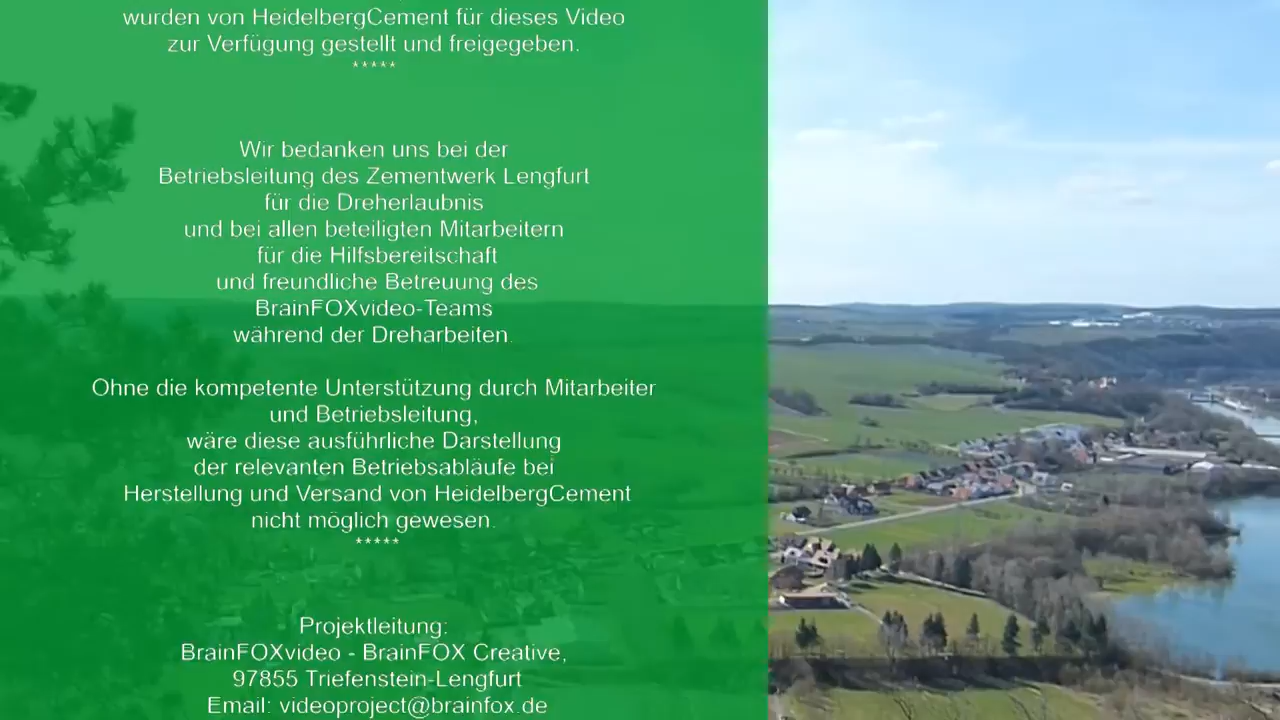 wurden von HeidelbergCement für dieses Video
zur Verfügung gestellt und freigegeben.
*****
Wir bedanken uns bei der
Betriebsleitung des Zementwerk Lengfurt
für die Dreherlaubnis
und bei allen beteiligten Mitarbeitern
für die Hilfsbereitschaft
und freundliche Betreuung des
BrainFOXvideo-Teams
während der Dreharbeiten.
Ohne die kompetente Unterstützung durch Mitarbeiter
und Betriebsleitung,
wäre diese ausführliche Darstellung
der relevanten Betriebsabläufe bei
Herstellung und Versand von HeidelbergCement
nicht möglich gewesen.
*****
Projektleitung:
BrainFOXvideo - BrainFOX Creative,
97855 Triefenstein-Lengfurt
Email: videoproject@brainfox.de